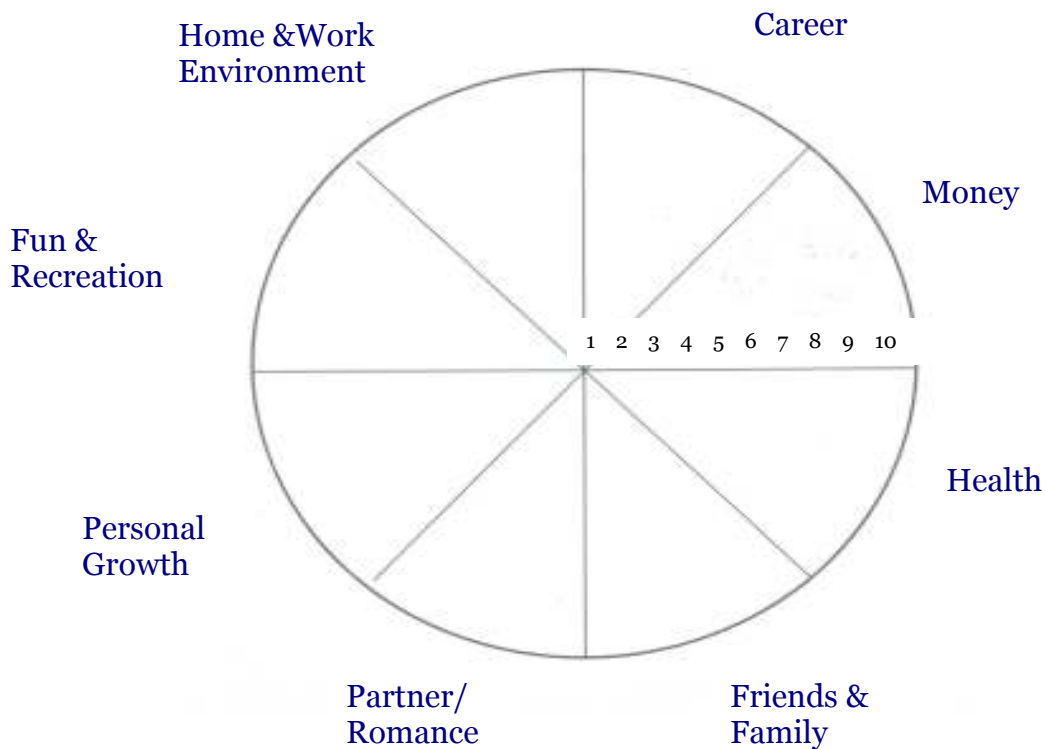 Career
Home &Work
Environment
Money
Fun &
Recreation
1 2 3 4 5 6 7 8 9 10
Health
Personal
Growth
Partner/
Romance
Friends &
Family